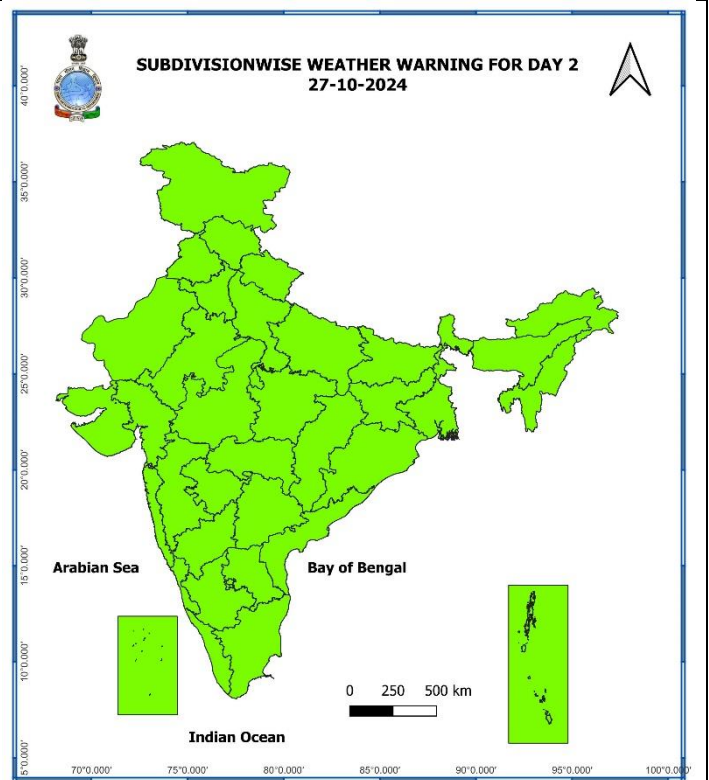 SUBDIVISIONWISE WEATHER WARNING FOR DAY 2
27-10-2024
40°0.000'
35°0.000'
30°0.000'
25°0.000'
20°0.000'
15°0.000'
10°0.000'
5°0.000'
Arabian Sea
Bay of Bengal
0 250 500 km
Indian Ocean
70°0.000' 75°0.000' 80°0.000' 85°0.000' 90°0.000' 95°0.000' 100°0.000'